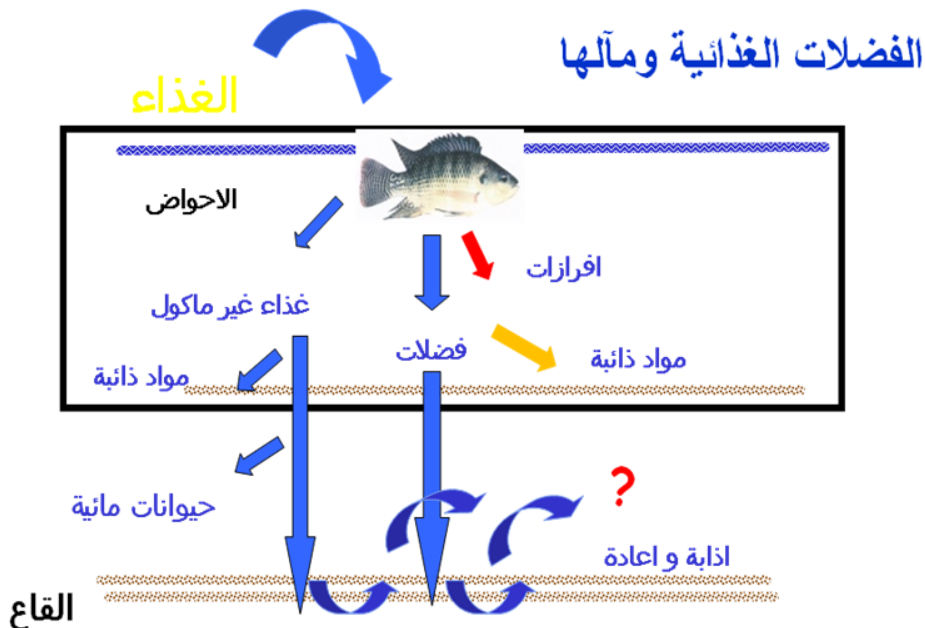 الفضلات الغذائية ومآلها
الغذاء
الاحواض
افرازات
غذاء غير ماكول
فضلات
مواد ذائبة
مواد ذائبة
حيوانات مائية
?
اذابة و اعادة
القاع